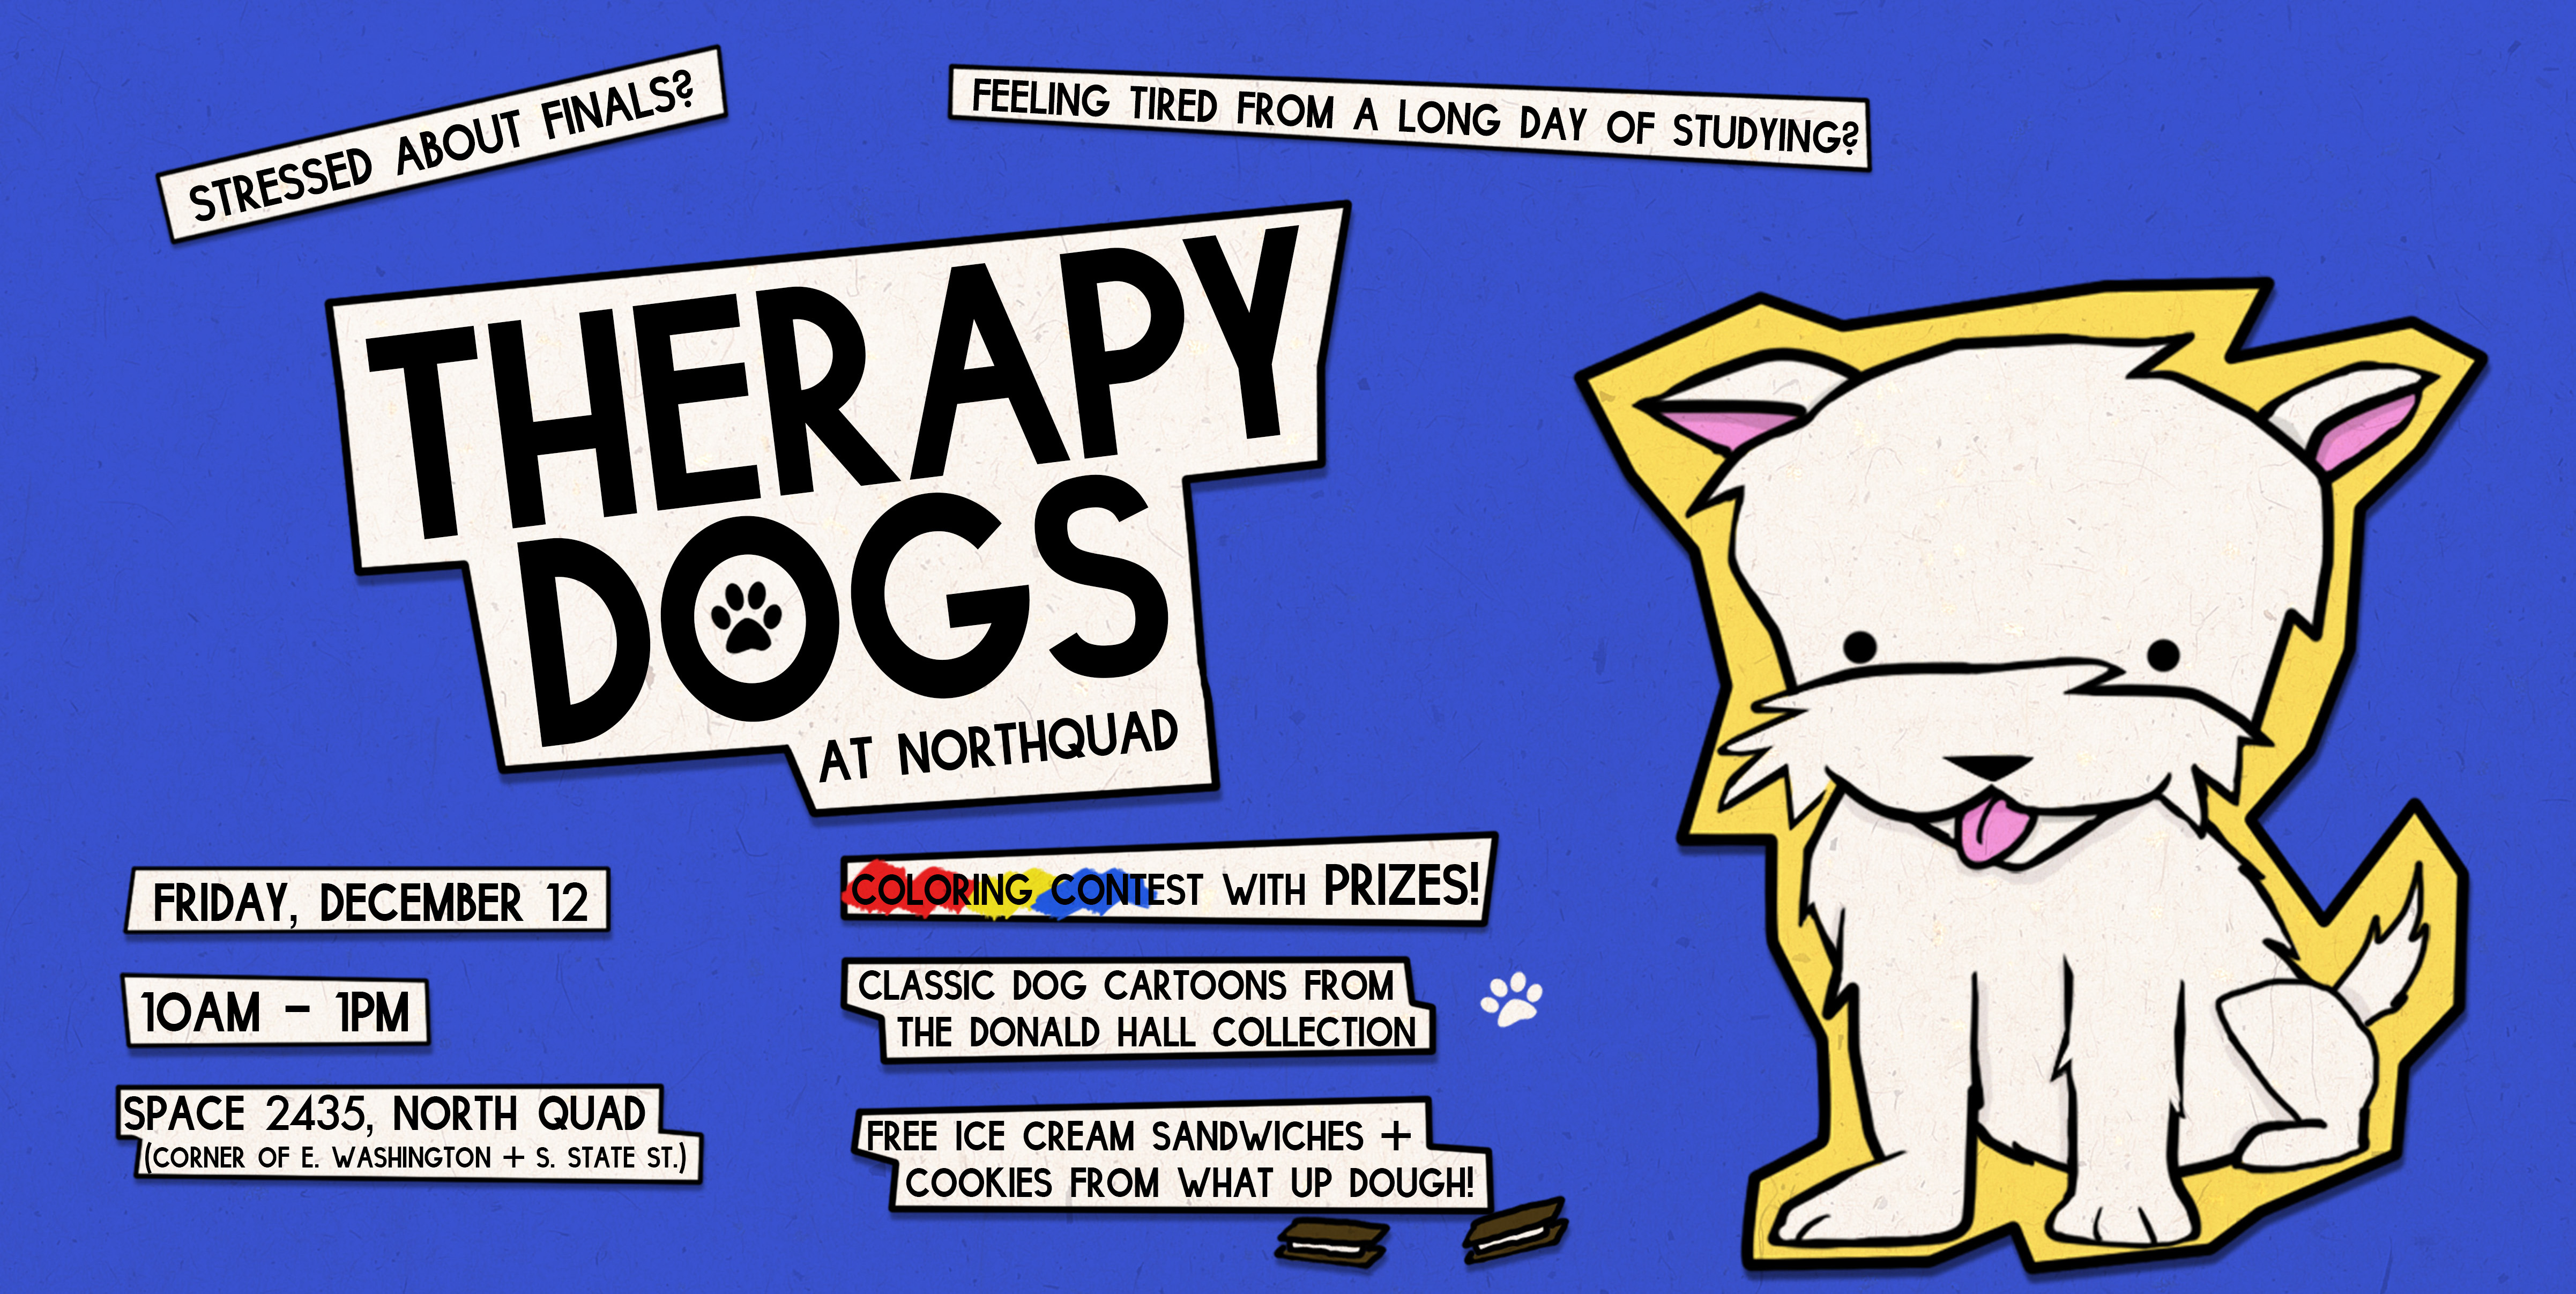 STRESSED ABOUT FINALS?
FEELING TIRED FROM A LONG DAY OF STUDYING?
THERAPY
DOGS
AT NORTHQUAD
FRIDAY, DECEMBER 12
10AM - 1PM
SPACE 2435, NORTH QUAD
(CORNER OF E. WASHINGTON + S. STATE ST.)
COLORING CONTEST WITH PRIZES!
CLASSIC DOG CARTOONS FROM
THE DONALD HALL COLLECTION
FREE ICE CREAM SANDWICHES +
COOKIES FROM WHAT UP DOUGH!